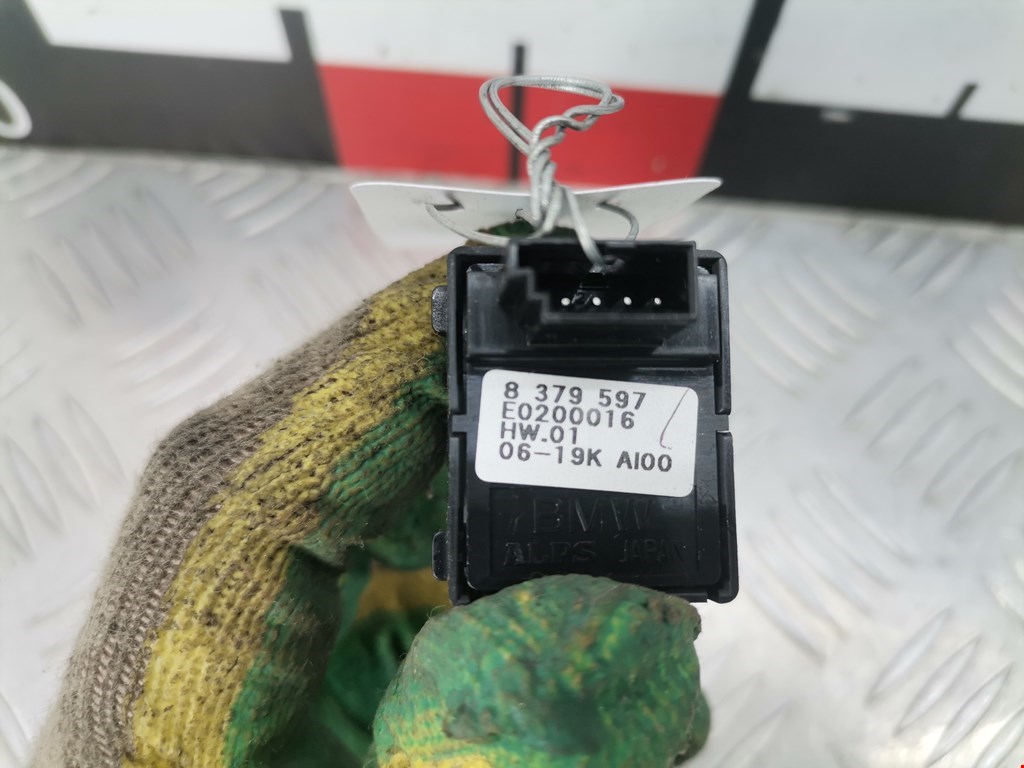 8 379 597
E0200016
HW.01
06-19K AI00
BMW
ALPS JAPAN